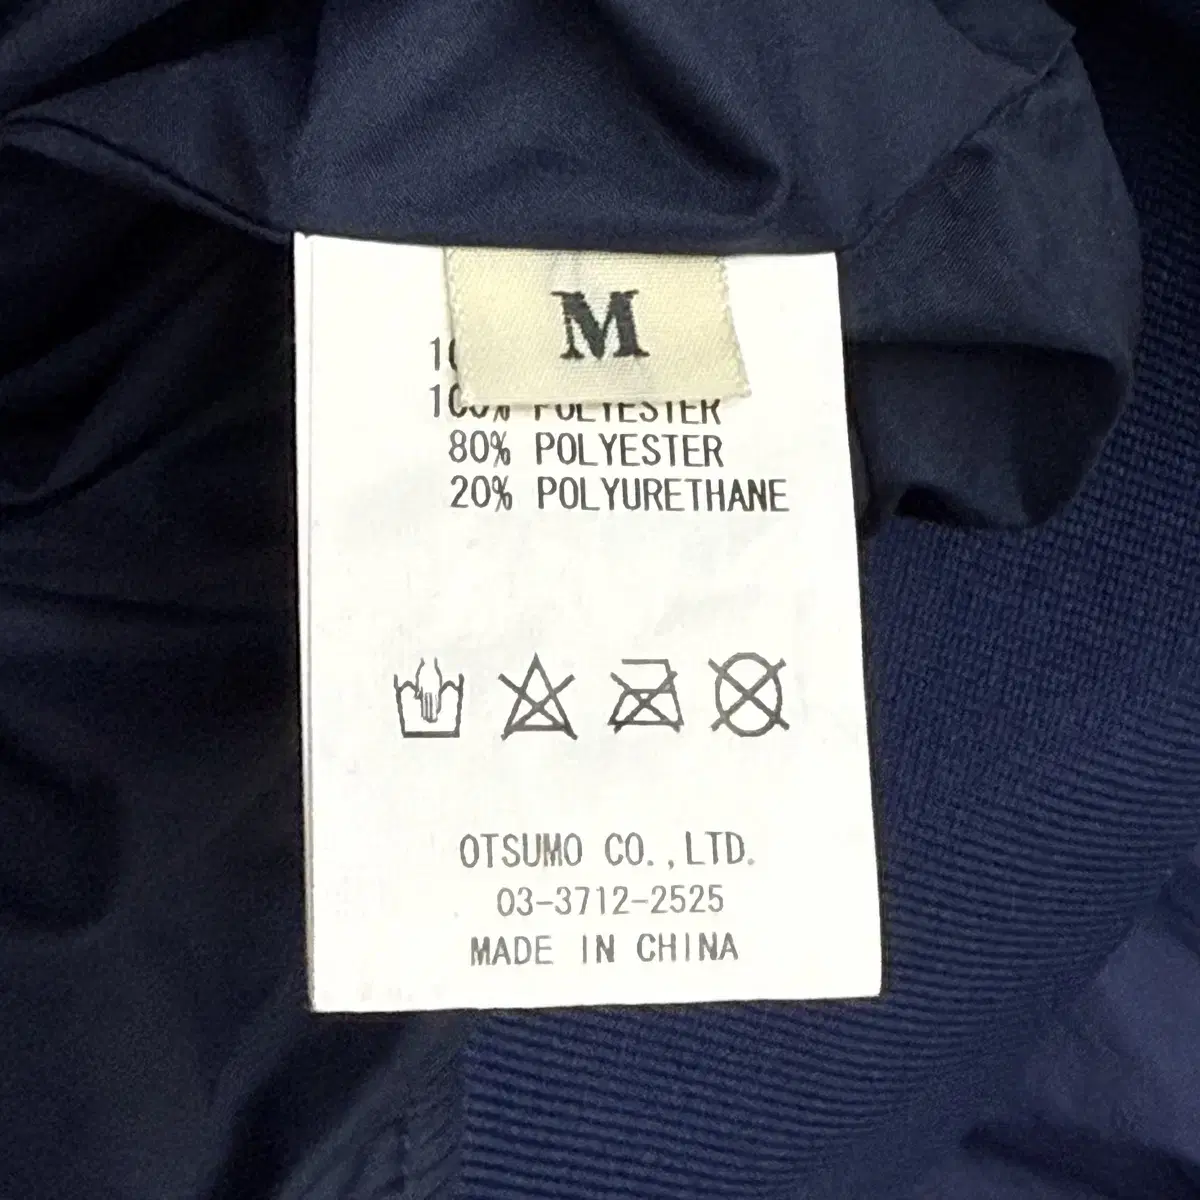 M
100% POLYESTER
80% POLYESTER
20% POLYURETHANE
OTSUMO CO.,LTD.
03-3712-2525
MADE IN CHINA